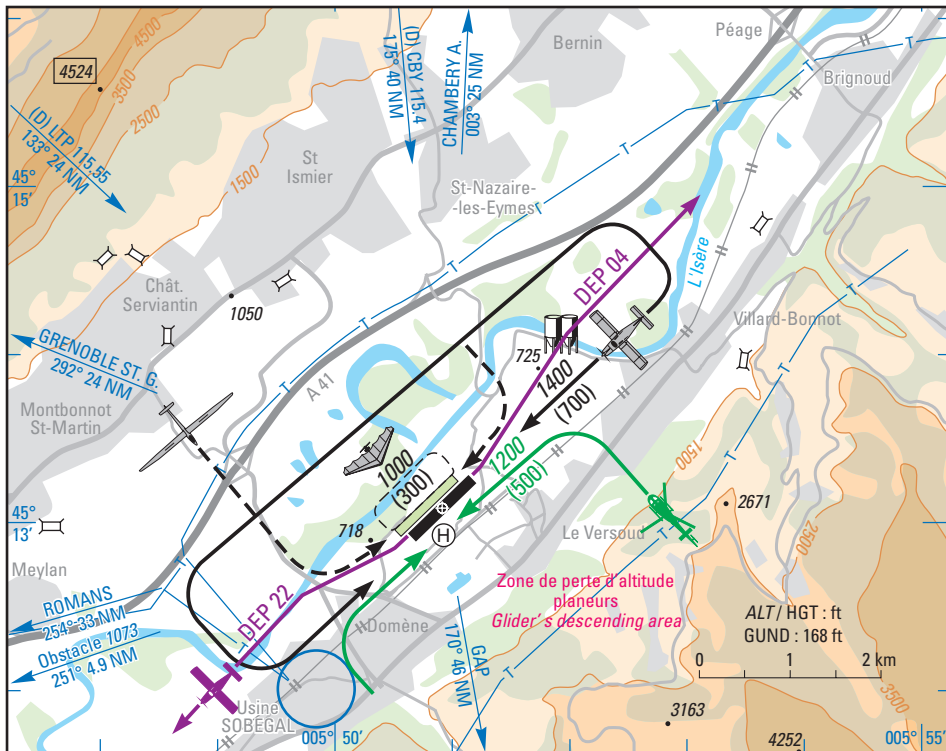 Péage
Bernin
Brignoud
4524
4500
3500
2500
1500
(D) CBY 115.4
175° 40 NM
CHAMBERY A.
003° 25 NM
(D) LTP 115.55
133° 24 NM
45°
15'
St
Ismier
St-Nazaire-
-les-Eymes
DEP 04
L'Isère
Chât.
Serviantin
1050
Villard-Bonnot
GRENOBLE ST G.
292° 24 NM
A 41
725
1400
(700)
Montbonnot
St-Martin
1000
(300)
1200
(500)
1500
2671
2500
45°
13'
718
H
Le Versoud
Meylan
Zone de perte d'altitude
planeurs
Glider's descending area
ROMANS
254° 33 NM
Obstacle 1073
251° 4.9 NM
DEP 22
Domène
GAP
170° 46 NM
ALT / HGT : ft
GUND : 168 ft
0 1 2 km
3500
Usine
SOBÉGAL
3163
4252
005° 50'
005° 55'
T
T
T
T
T
T
T
T
T